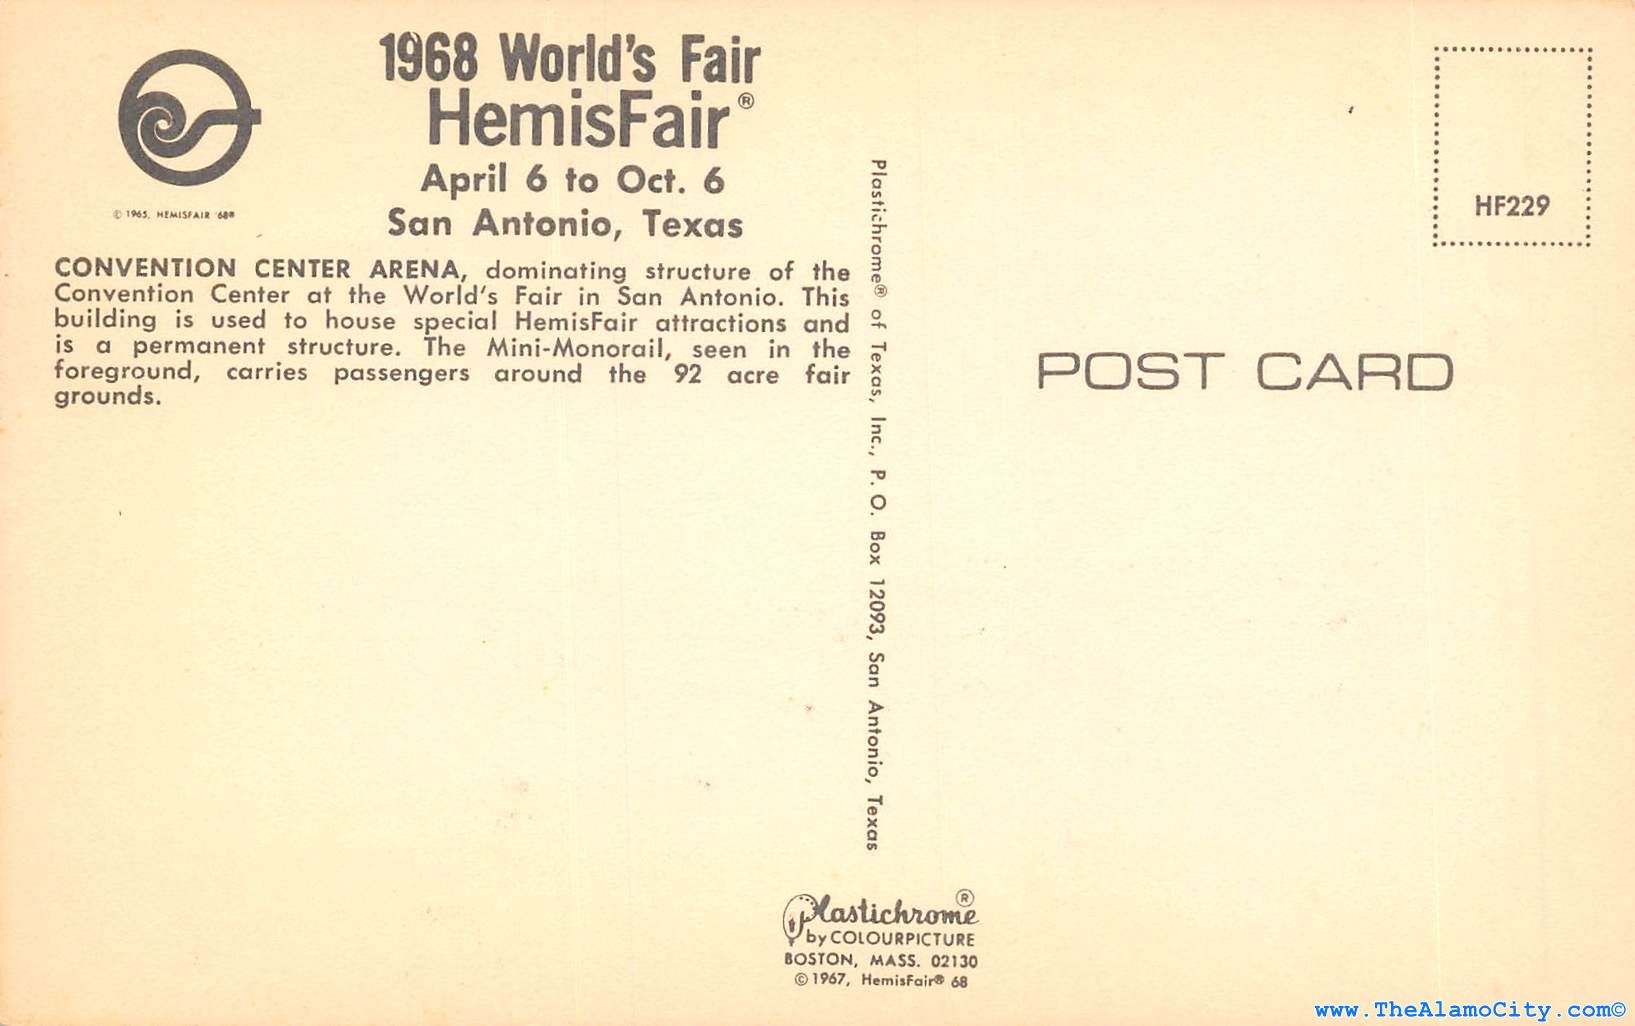 1968 World's Fair
HemisFair®
April 6 to Oct. 6
San Antonio, Texas
© 1965, HEMISFAIR '68®
CONVENTION CENTER ARENA, dominating structure of the
Convention Center at the World's Fair in San Antonio. This
building is used to house special HemisFair attractions and
is a permanent structure. The Mini-Monorail, seen in the
foreground, carries passengers around the 92 acre fair
grounds.
Plastichrome® of Texas, Inc., P. O. Box 12093, San Antonio, Texas
HF229
POST CARD
Plastichrome®
by COLOURPICTURE
BOSTON, MASS. 02130
© 1967, HemisFair® 68
www.TheAlamoCity.com©